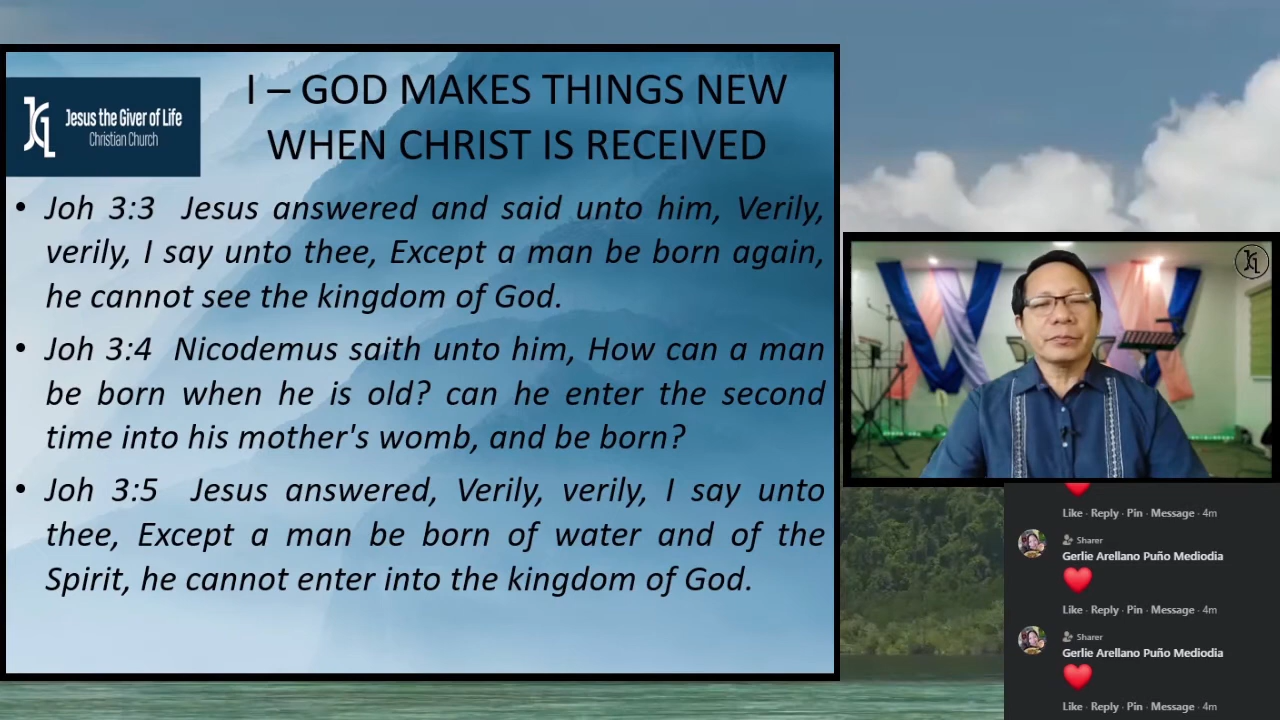 Jesus the Giver of Life
Christian Church
I – GOD MAKES THINGS NEW
WHEN CHRIST IS RECEIVED
• Joh 3:3 Jesus answered and said unto him, Verily,
verily, I say unto thee, Except a man be born again,
he cannot see the kingdom of God.
• Joh 3:4 Nicodemus saith unto him, How can a man
be born when he is old? can he enter the second
time into his mother's womb, and be born?
• Joh 3:5 Jesus answered, Verily, verily, I say unto
thee, Except a man be born of water and of the
Spirit, he cannot enter into the kingdom of God.
Like · Reply · Pin · Message · 4m
Sharer
Gerlie Arellano Puño Mediodia
Like · Reply · Pin · Message · 4m
Sharer
Gerlie Arellano Puño Mediodia
Like · Reply · Pin · Message · 4m